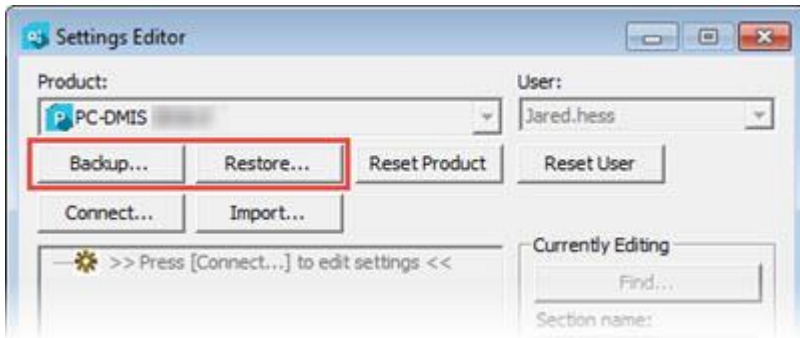 Settings Editor
Product: User:
PC-DMIS Jared.hess
Backup... Restore... Reset Product Reset User
Connect... Import...
>> Press [Connect...] to edit settings << Currently Editing
Find...
Section name: